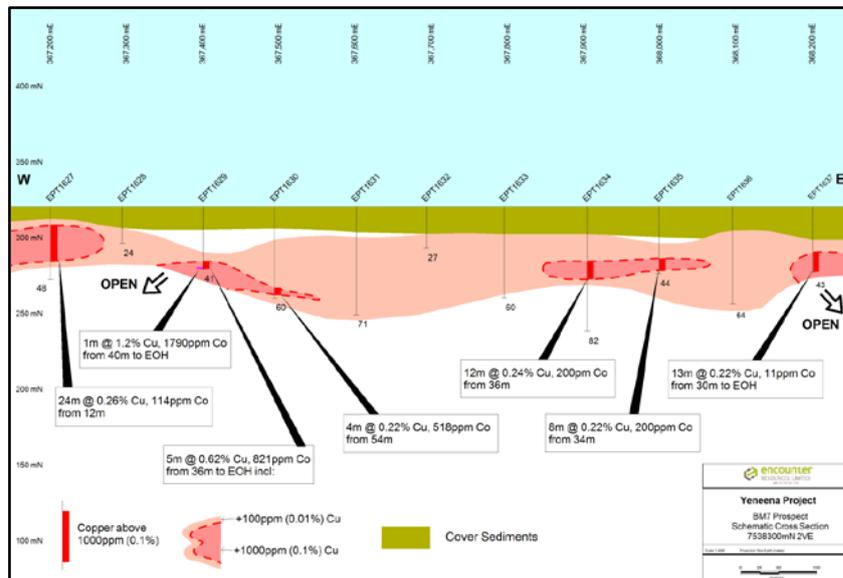 367,200 mE
367,300 mE
367,400 mE
367,500 mE
367,600 mE
367,700 mE
367,800 mE
367,900 mE
368,000 mE
368,100 mE
368,200 mE
400 mN
350 mN
W
EPT1627
EPT1628
EPT1629
EPT1630
EPT1631
EPT1632
EPT1633
EPT1634
EPT1635
EPT1636
EPT1637
E
300 mN
24
27
OPEN
48
41
60
71
60
82
44
64
43
OPEN
250 mN
1m @ 1.2% Cu, 1790ppm Co
from 40m to EOH
24m @ 0.26% Cu, 114ppm Co
from 12m
5m @ 0.62% Cu, 821ppm Co
from 36m to EOH incl:
4m @ 0.22% Cu, 518ppm Co
from 54m
12m @ 0.24% Cu, 200pm Co
from 36m
8m @ 0.22% Cu, 200ppm Co
from 34m
13m @ 0.22% Cu, 11ppm Co
from 30m to EOH
200 mN
150 mN
100 mN
Copper above
1000ppm (0.1%)
+100ppm (0.01%) Cu
+1000ppm (0.1%) Cu
Cover Sediments
encounter
RESOURCES LIMITED
Yeneena Project
BM7 Prospect
Schematic Cross Section
7538300mN 2VE